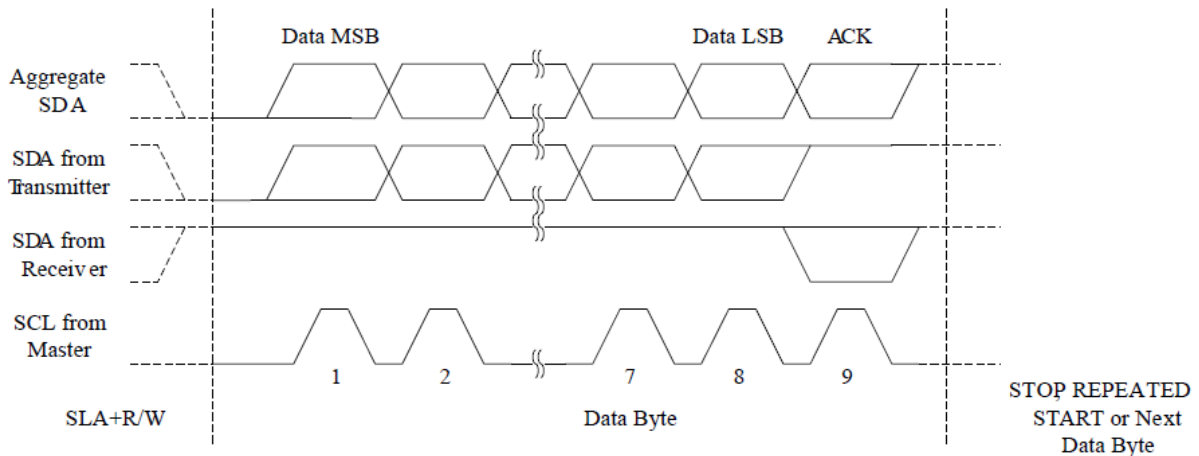 Data MSB
Data LSB
ACK
Aggregate
SDA
SDA from
Transmitter
SDA from
Receiver
SCL from
Master
1
2
7
8
9
SLA+R/W
Data Byte
STOP, REPEATED
START or Next
Data Byte